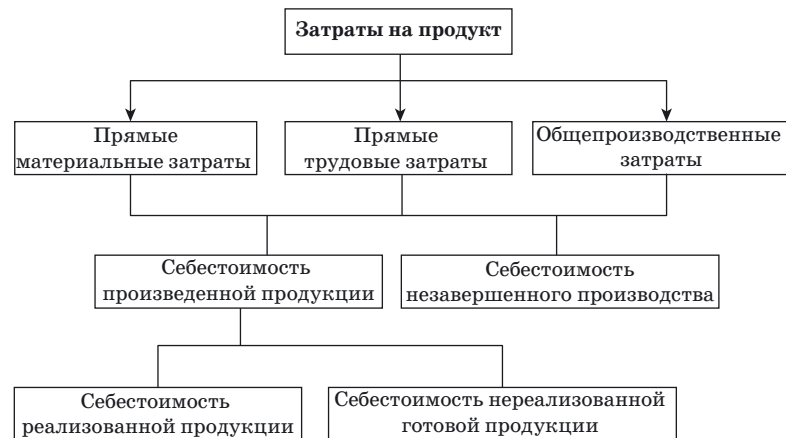 Затраты на продукт
Прямые
материальные затраты
Прямые
трудовые затраты
Общепроизводственные
затраты
Себестоимость
произведенной продукции
Себестоимость
незавершенного производства
Себестоимость
реализованной продукции
Себестоимость нереализованной
готовой продукции